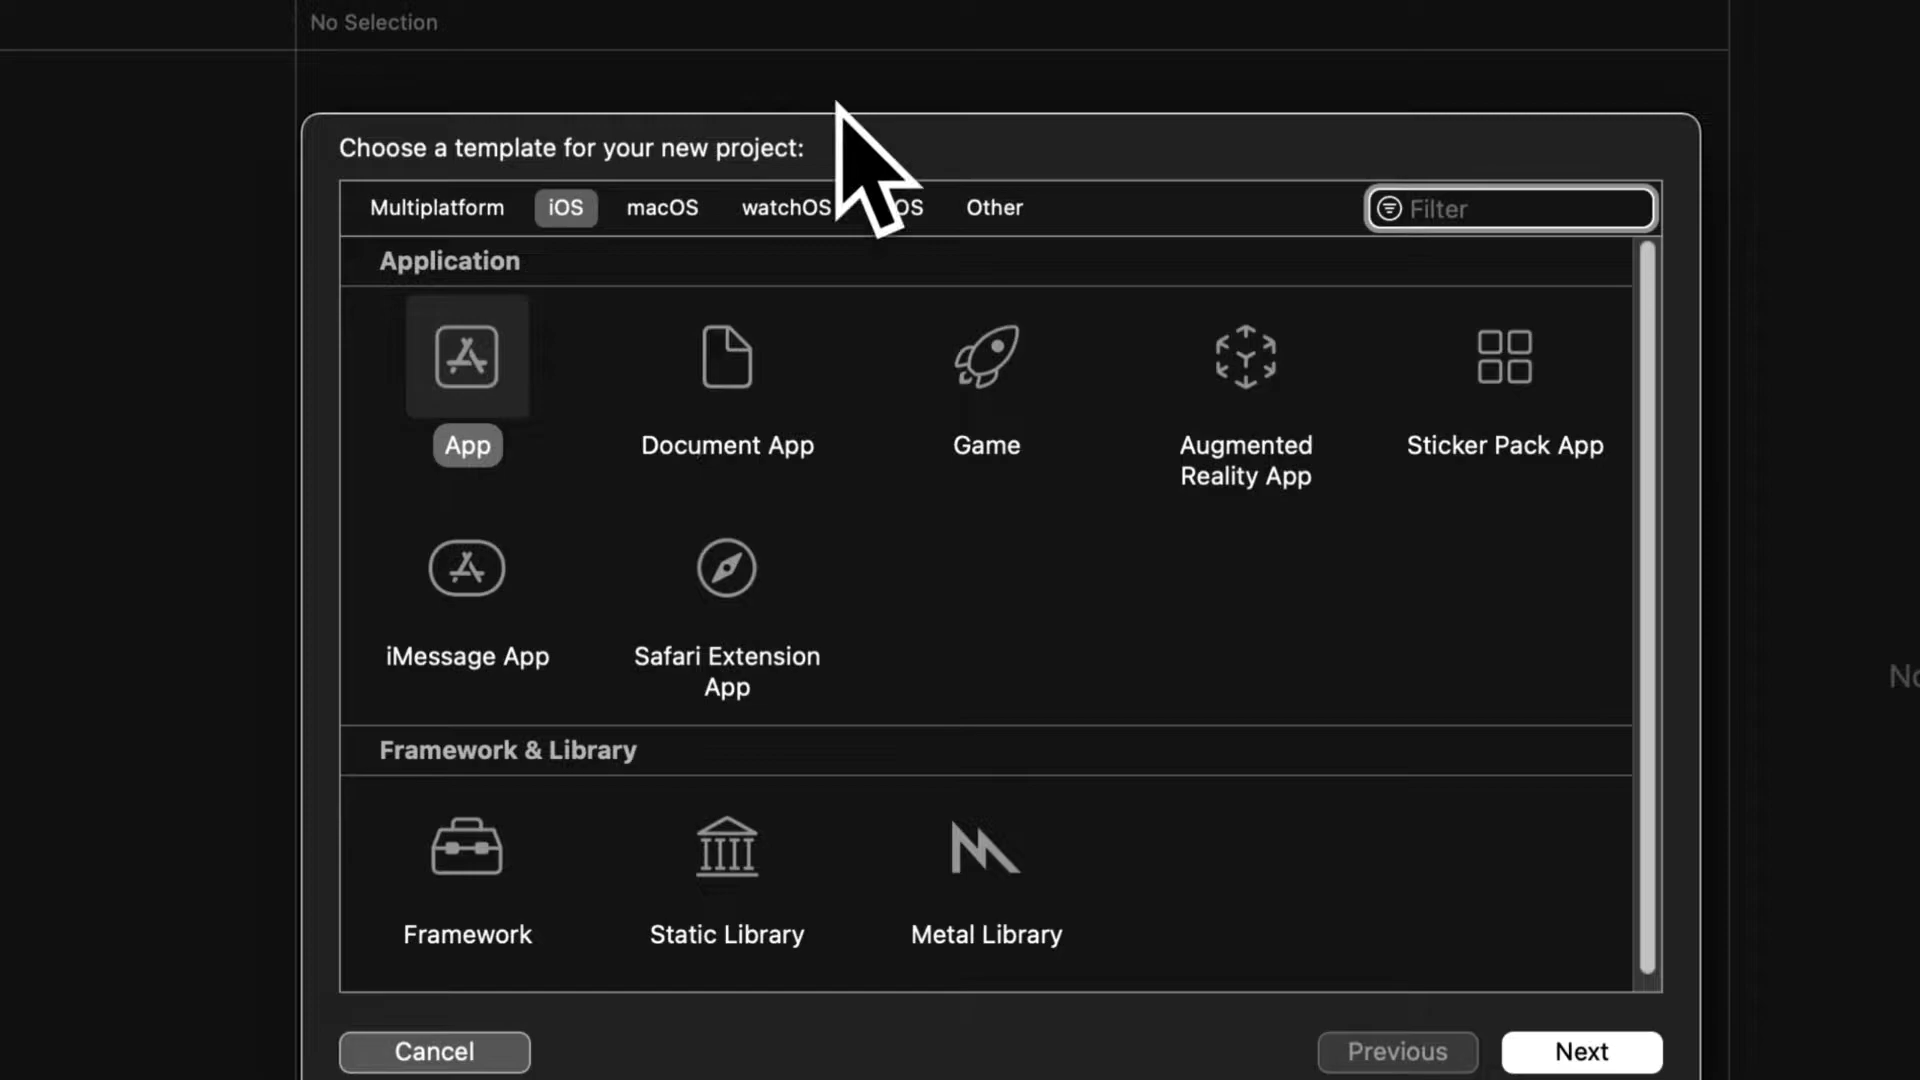 No Selection
Choose a template for your new project:
Multiplatform iOS macOS watchOS OS Other
Filter
Application
App Document App Game Augmented Reality App Sticker Pack App
iMessage App Safari Extension App
Framework & Library
Framework Static Library Metal Library
Cancel Previous Next